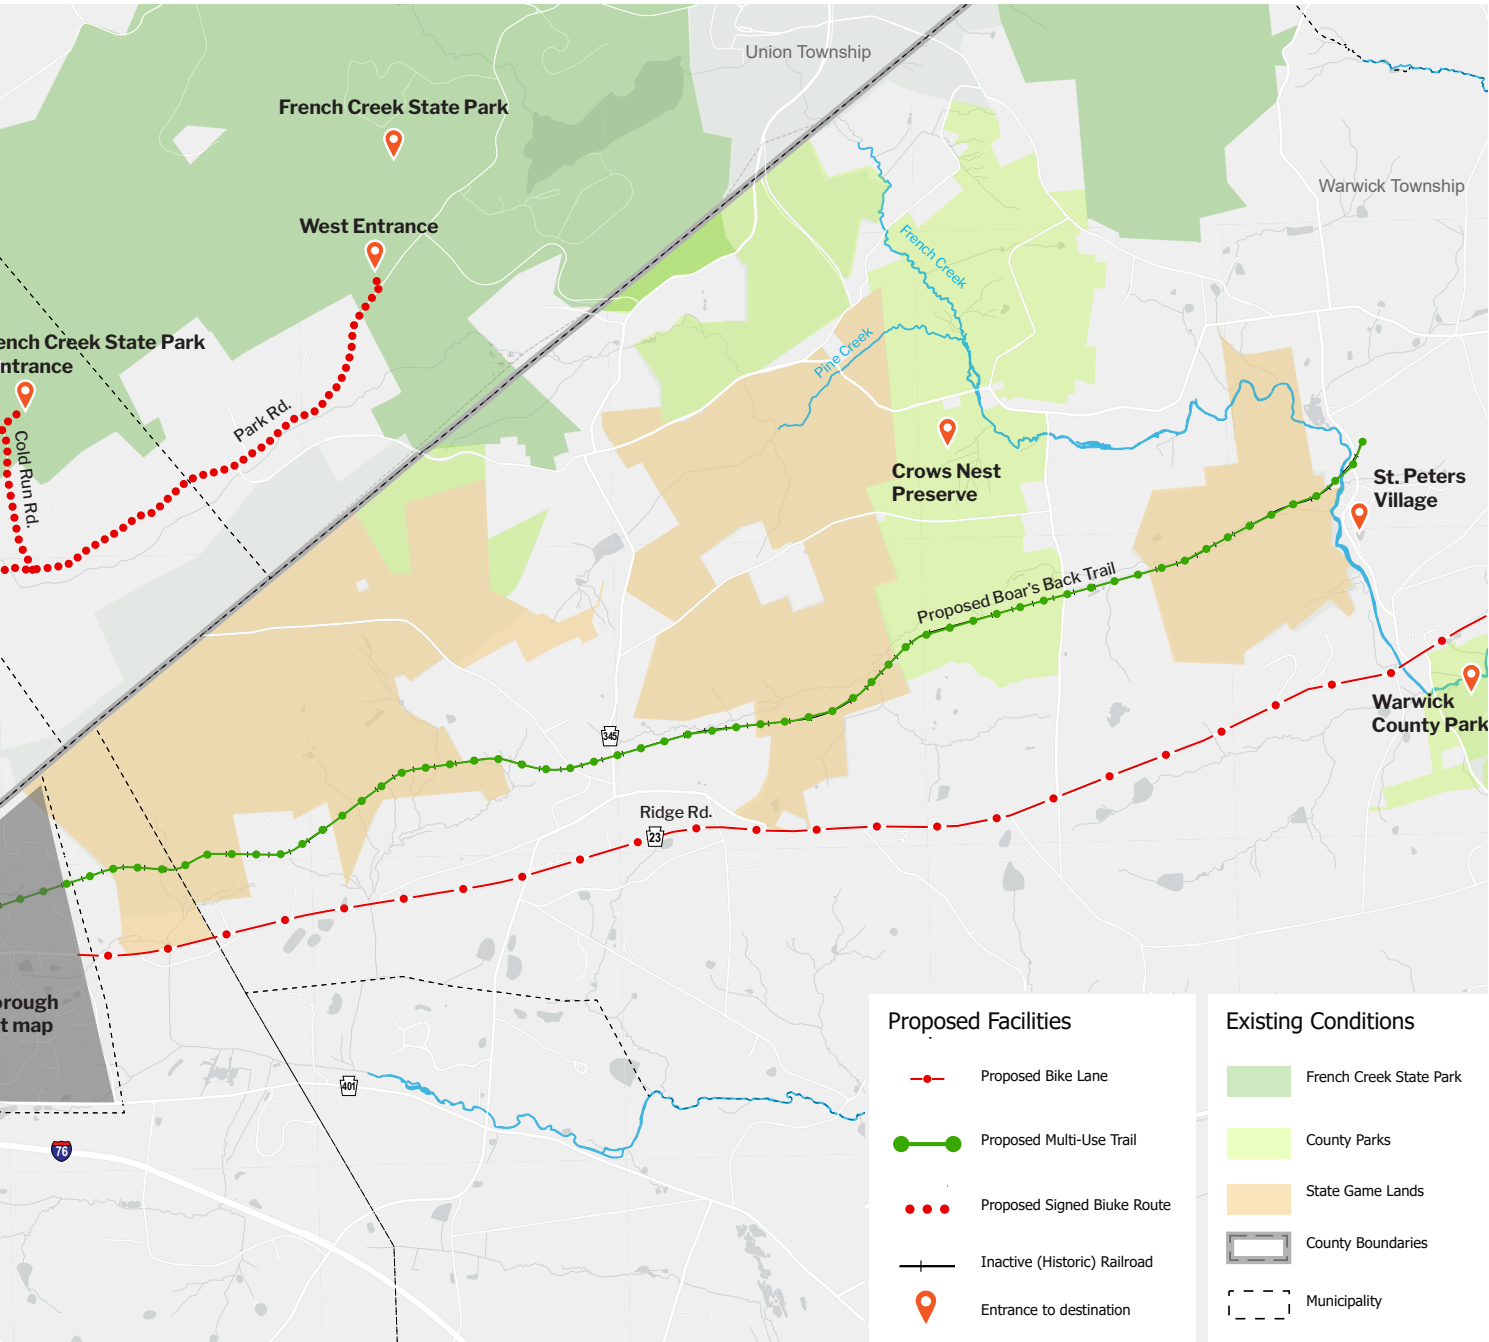 Union Township
French Creek State Park
Warwick Township
West Entrance
French Creek
ench Creek State Park
ntrance
Pine Creek
Park Rd.
Cold Run Rd.
Crows Nest
Preserve
St. Peters
Village
Proposed Boar's Back Trail
Warwick
County Park
345
Ridge Rd.
23
orough
t map
401
76
Proposed Facilities
Proposed Bike Lane
Proposed Multi-Use Trail
Proposed Signed Biuke Route
Inactive (Historic) Railroad
Entrance to destination
Existing Conditions
French Creek State Park
County Parks
State Game Lands
County Boundaries
Municipality